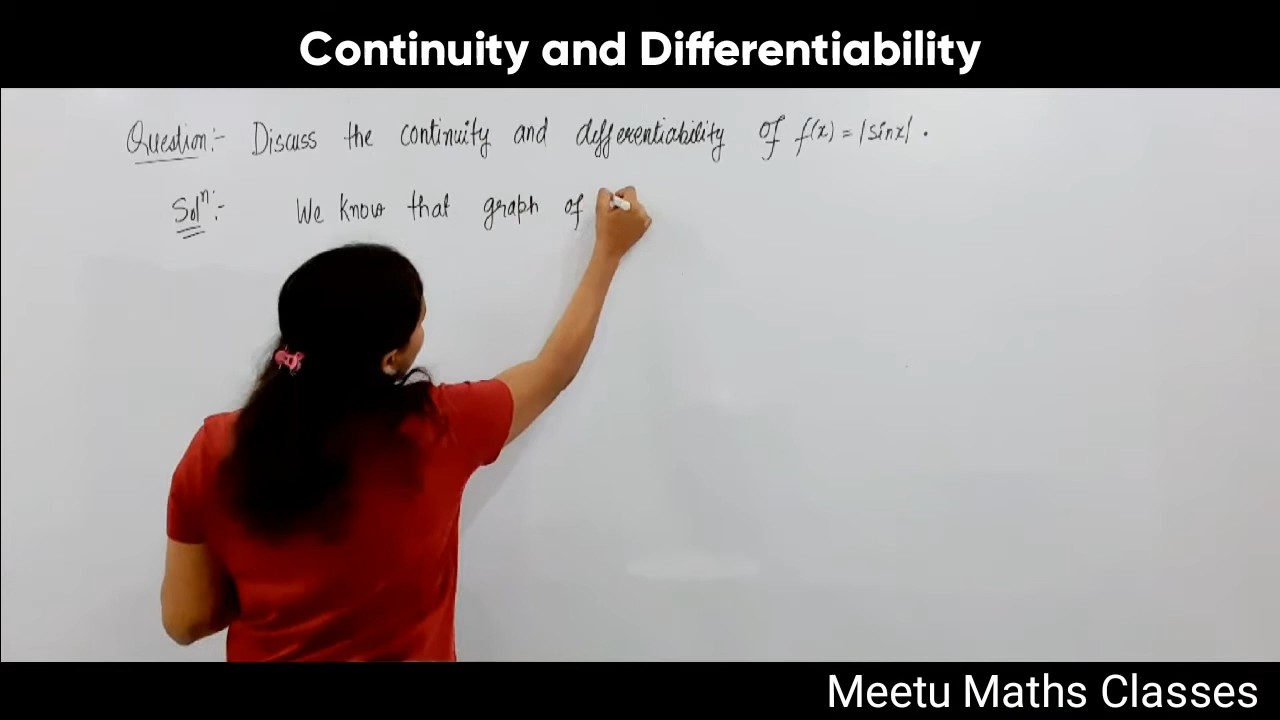 Continuity and Differentiability
Question:- Discuss the continuity and differentiability of f(x) = |sinx| .
Solⁿ:- We know that graph of
Meetu Maths Classes